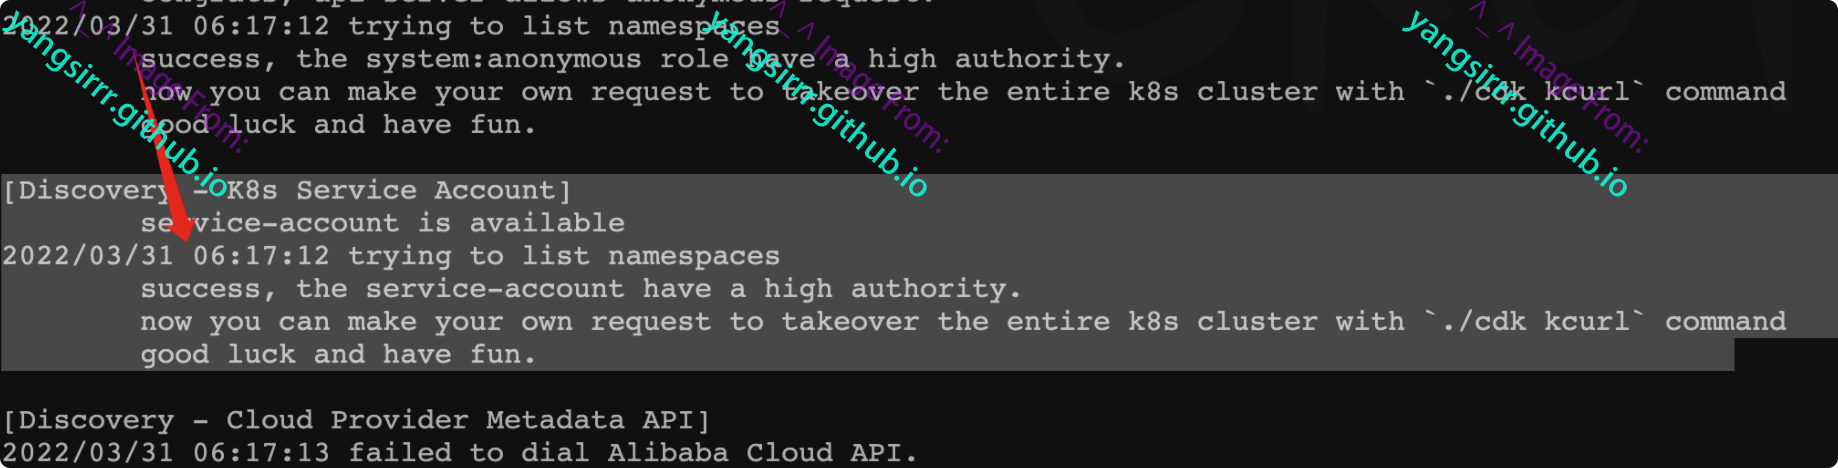 congrats, api-server allows anonymous request.
2022/03/31 06:17:12 trying to list namespaces
success, the system:anonymous role have a high authority.
now you can make your own request to takeover the entire k8s cluster with `./cdk kcurl` command
good luck and have fun.
[Discovery - K8s Service Account]
service-account is available
2022/03/31 06:17:12 trying to list namespaces
success, the service-account have a high authority.
now you can make your own request to takeover the entire k8s cluster with `./cdk kcurl` command
good luck and have fun.
[Discovery - Cloud Provider Metadata API]
2022/03/31 06:17:13 failed to dial Alibaba Cloud API.
^_^ Image From:
yangsirrr.github.io
^_^ Image From:
yangsirrr.github.io
^_^ Image From:
yangsirrr.github.io